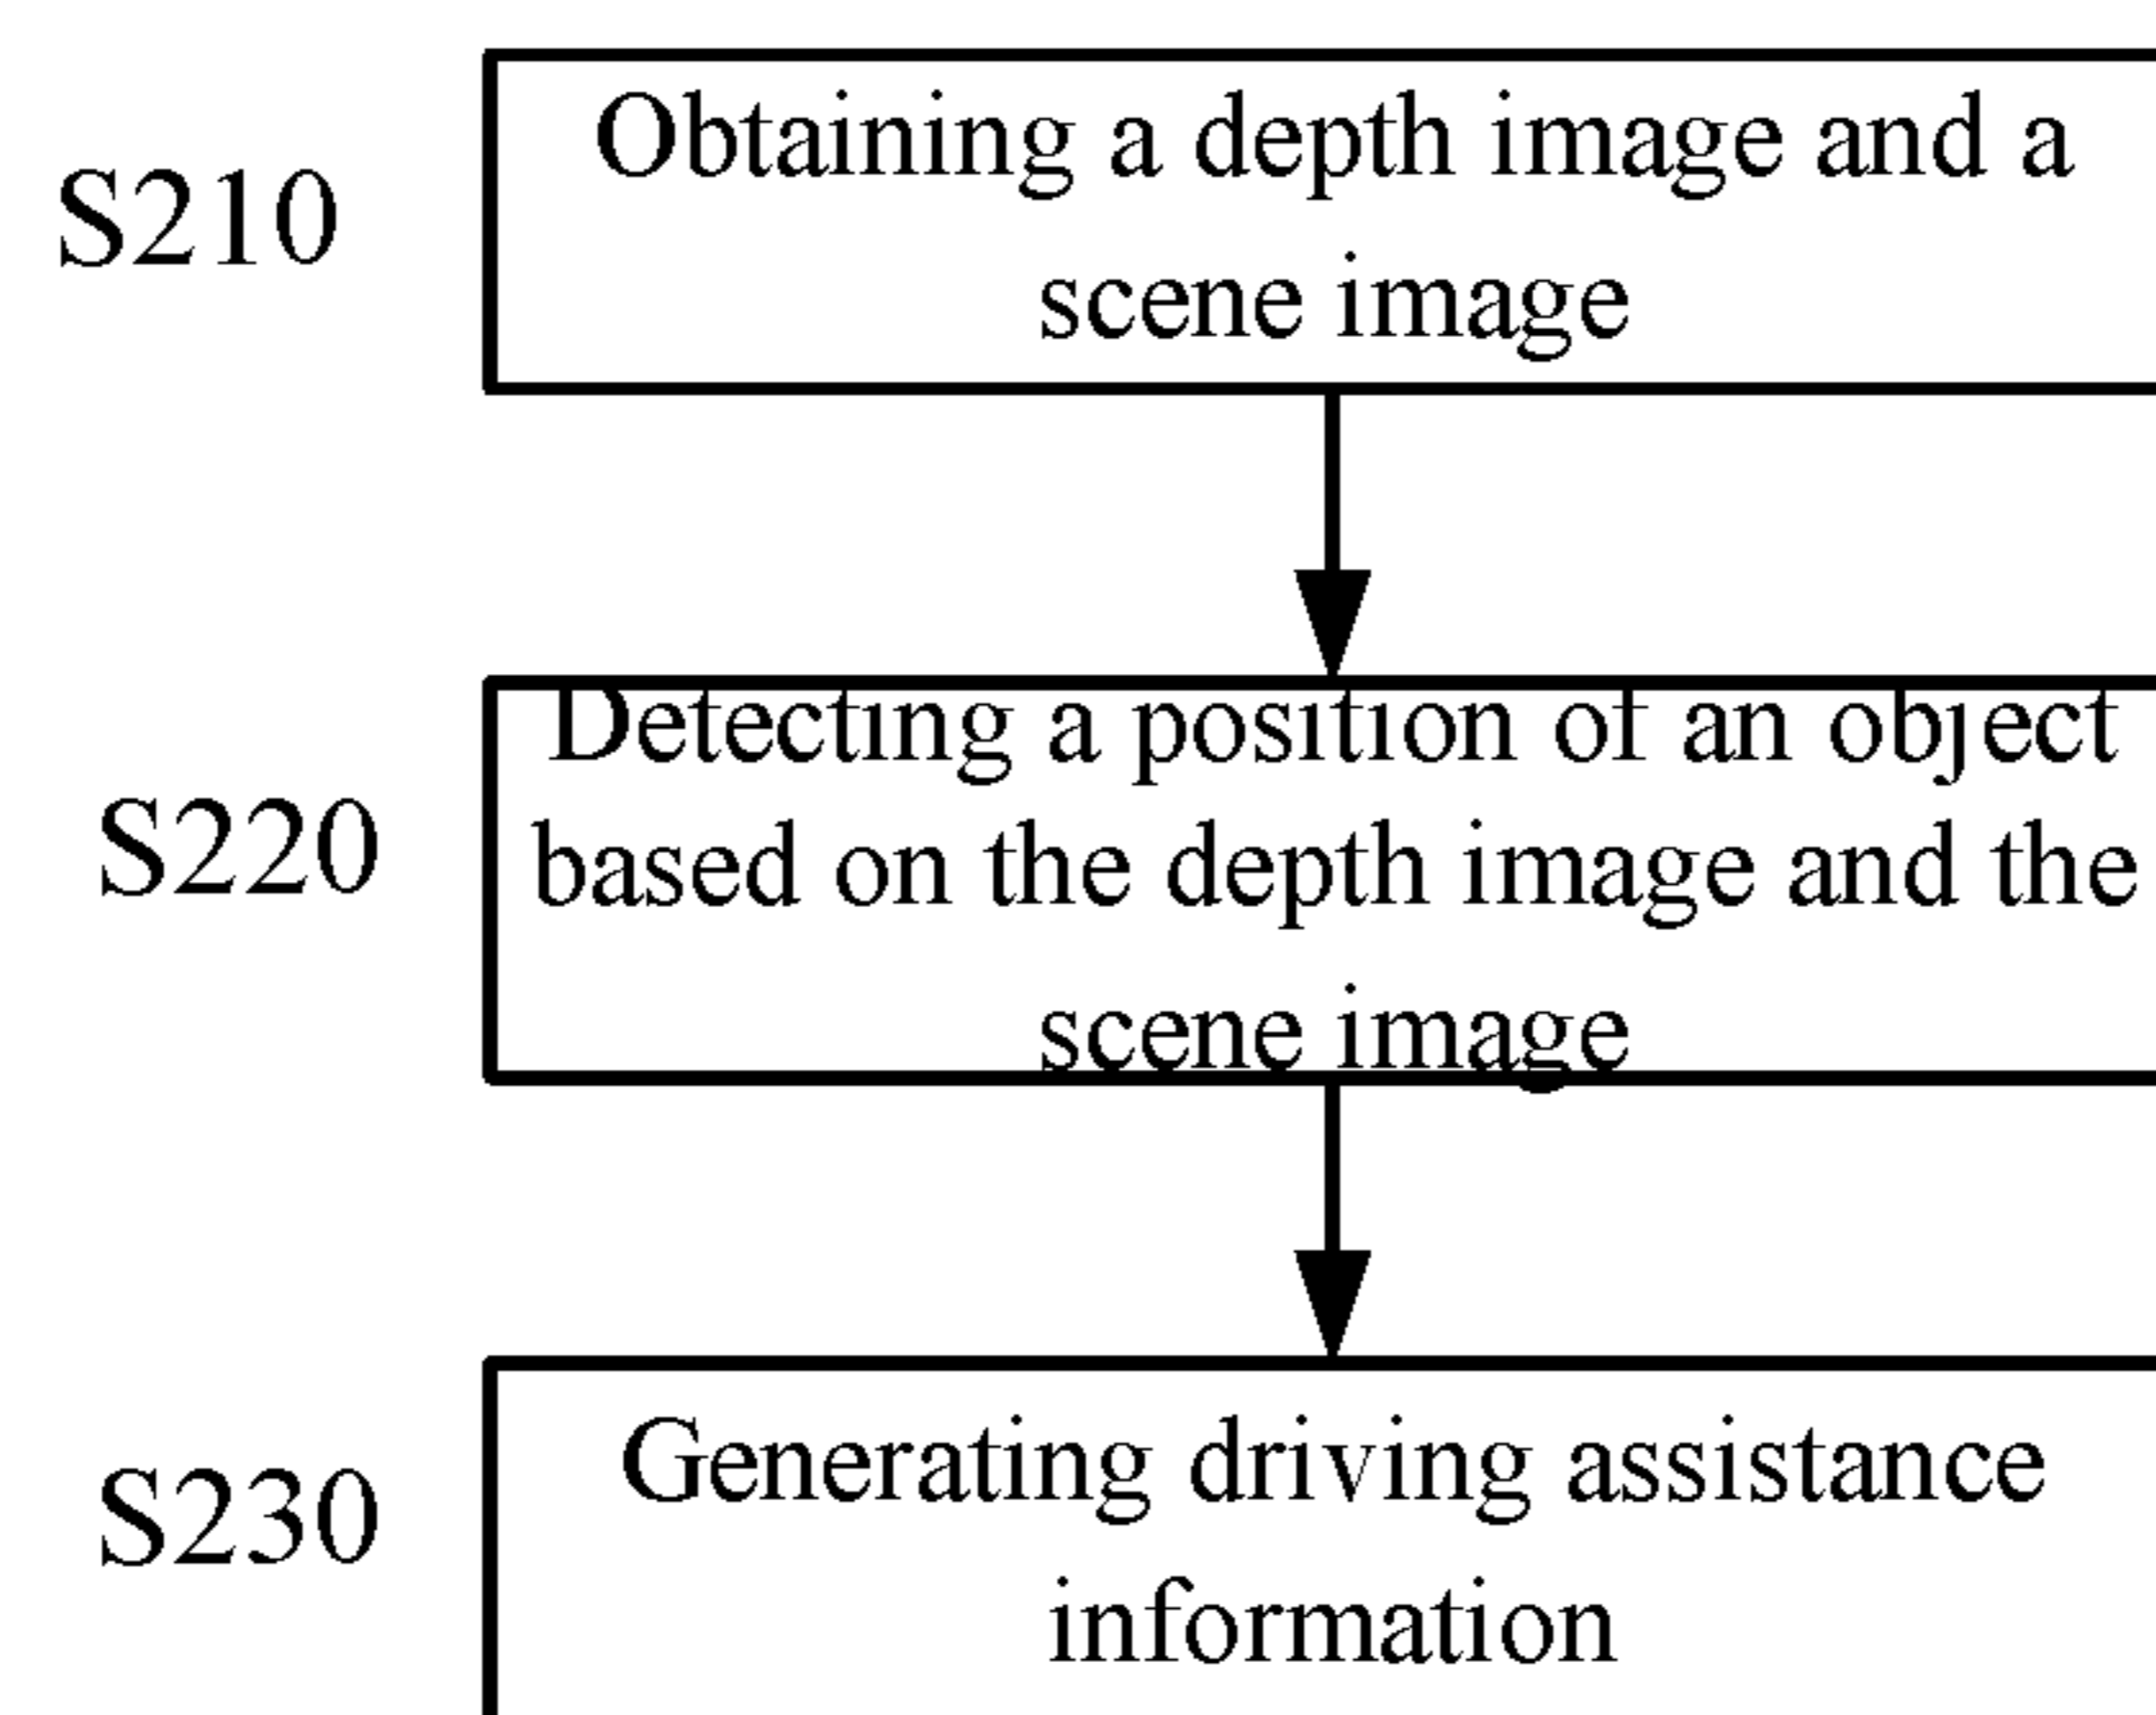 S210
Obtaining a depth image and a
scene image
S220
Detecting a position of an object
based on the depth image and the
scene image
S230
Generating driving assistance
information